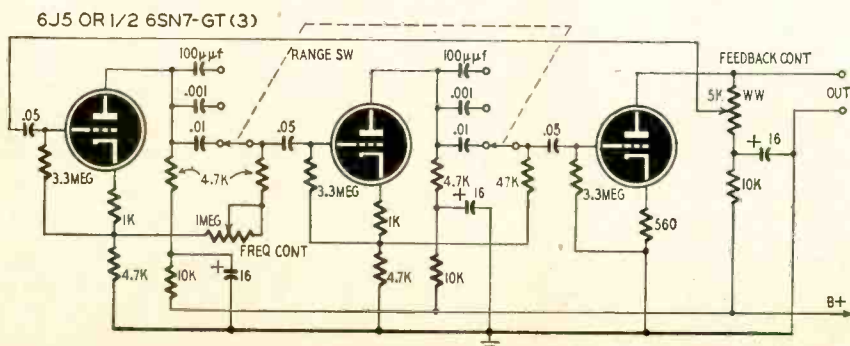 6J5 OR 1/2 6SN7-GT (3)
100µµf
RANGE SW
100µµf
FEEDBACK CONT
.001
.001
5K
WW
OUT
.05
.01
.05
.01
.05
+
16
3.3MEG
4.7K
3.3MEG
4.7K
+
16
47K
3.3MEG
10K
1K
1MEG
1K
560
FREQ CONT
4.7K
10K
+
16
4.7K
10K
B+